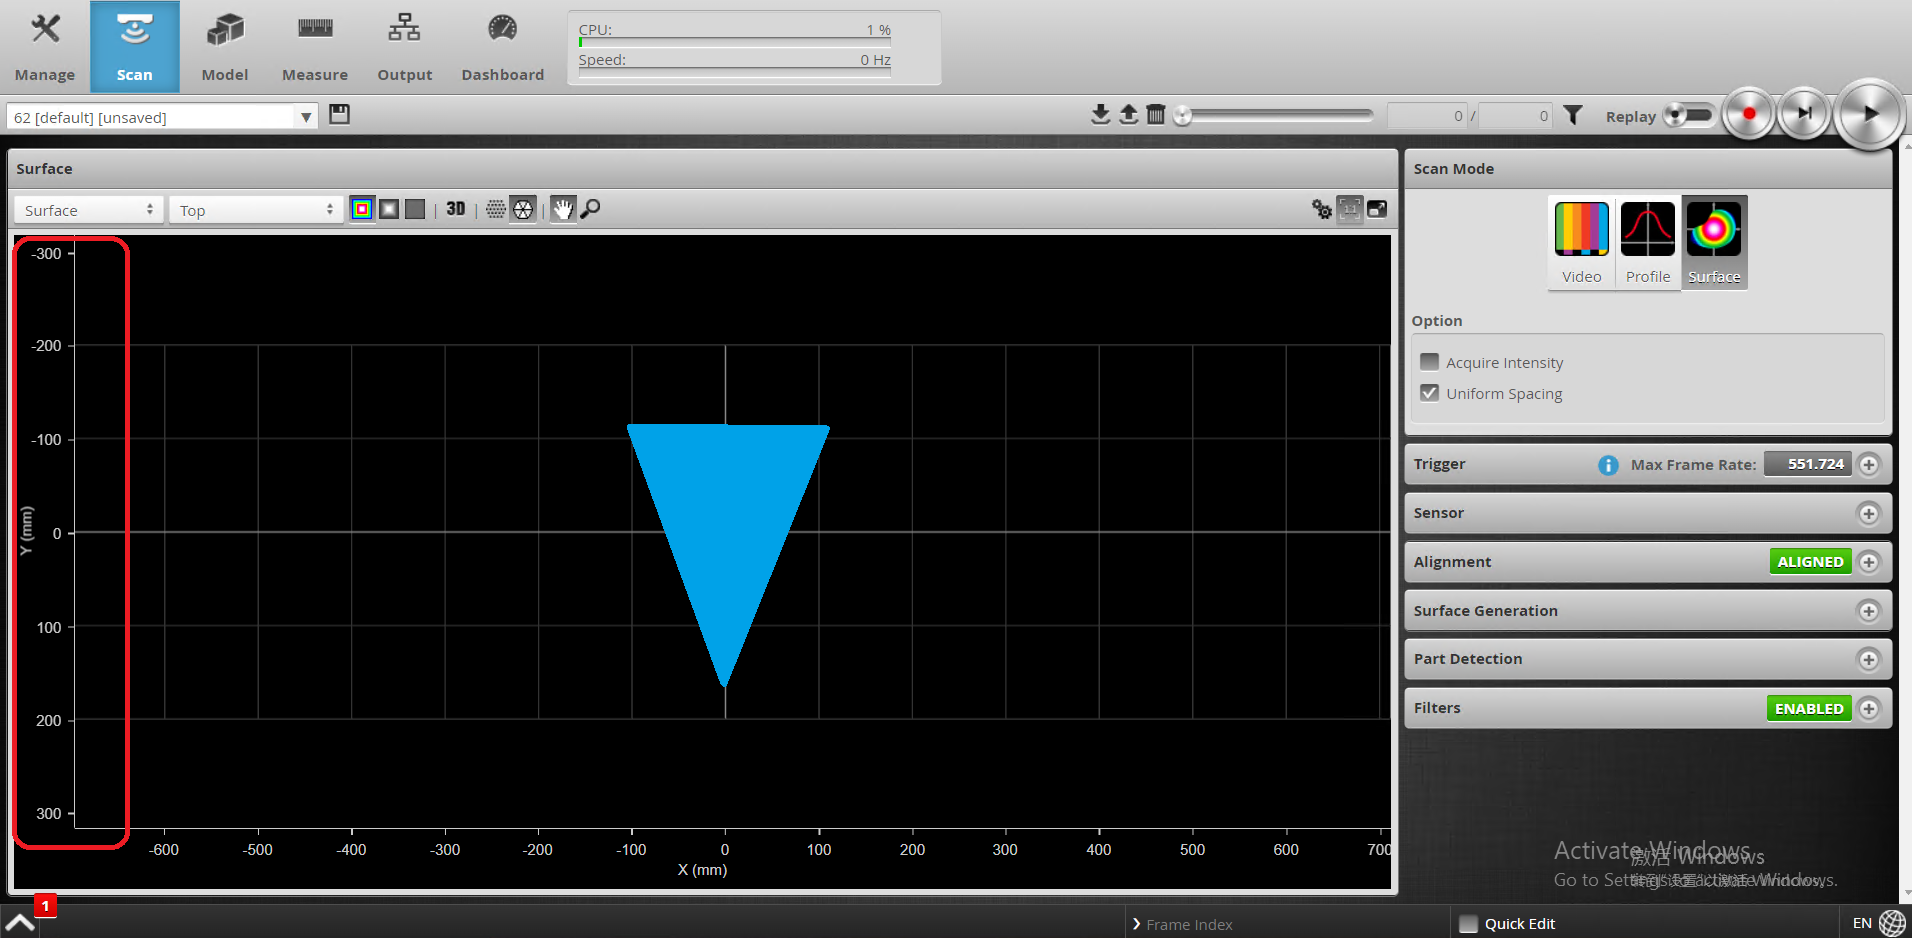 Manage
Scan
Model
Measure
Output
Dashboard
CPU:
1 %
Speed:
0 Hz
62 [default] [unsaved]
0 / 0
Replay
Surface
Surface
Top
3D
1:1
-300
-200
-100
0
100
200
300
Y (mm)
-600
-500
-400
-300
-200
-100
0
100
200
300
400
500
600
700
X (mm)
Scan Mode
Video
Profile
Surface
Option
Acquire Intensity
Uniform Spacing
Trigger
Max Frame Rate:
551.724
Sensor
Alignment
ALIGNED
Surface Generation
Part Detection
Filters
ENABLED
Activate Windows
激活 Windows
Go to Settings to activate Windows.
转到"设置"以激活 Windows。
1
Frame Index
Quick Edit
EN